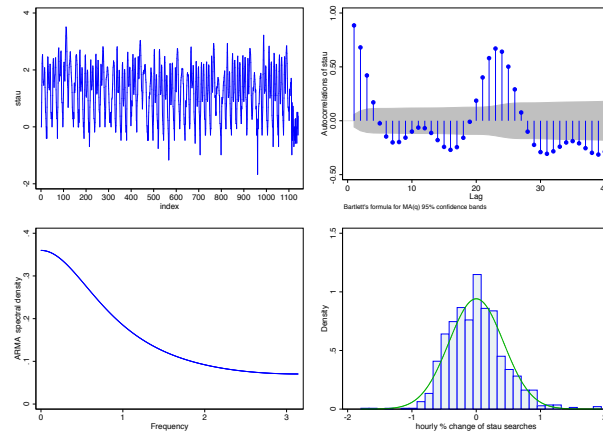 stau
4
2
0
-2
0 100 200 300 400 500 600 700 800 900 1000 1100
index
Autocorrelations of stau
1.00
0.50
0.00
-0.50
0 10 20 30 40
Lag
Bartlett's formula for MA(q) 95% confidence bands
ARMA spectral density
.4
.3
.2
.1
0
0 1 2 3
Frequency
Density
1.5
1
.5
0
-2 -1 0 1
hourly % change of stau searches